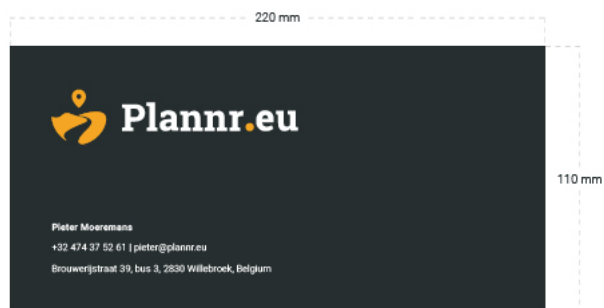 220 mm
Plannr.eu
110 mm
Pieter Moeremans
+32 474 37 52 61 | pieter@plannr.eu
Brouwerijstraat 39, bus 3, 2830 Willebroek, Belgium